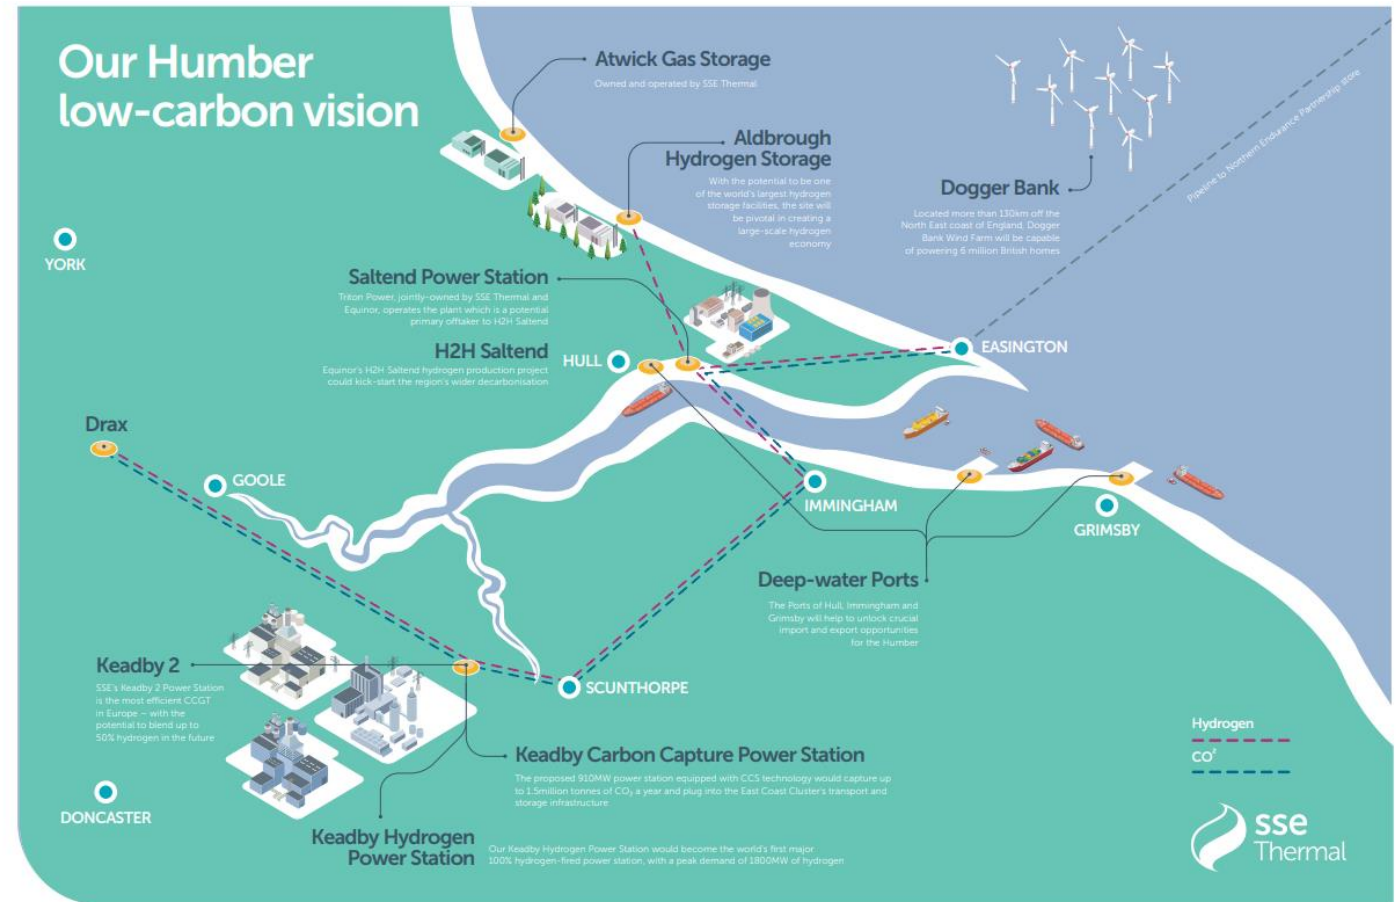 Our Humber
low-carbon vision
Atwick Gas Storage
Owned and operated by SSE Thermal
Aldbrough
Hydrogen Storage
With the potential to be one
of the world's largest hydrogen
storage facilities, the site will
be pivotal in creating a
large-scale hydrogen
economy
Dogger Bank
Located more than 130km off the
North East coast of England, Dogger
Bank Wind Farm will be capable
of powering 6 million British homes
Pipeline to Northern Endurance Partnership store
YORK
Saltend Power Station
Triton Power, jointly-owned by SSE Thermal and
Equinor, operates the plant which is a potential
primary offtaker to H2H Saltend
H2H Saltend
Equinor's H2H Saltend hydrogen production project
could kick-start the region's wider decarbonisation
HULL
EASINGTON
Drax
GOOLE
IMMINGHAM
GRIMSBY
Deep-water Ports
The Ports of Hull, Immingham and
Grimsby will help to unlock crucial
import and export opportunities
for the Humber
Keadby 2
SSE's Keadby 2 Power Station
is the most efficient CCGT
in Europe – with the
potential to blend up to
50% hydrogen in the future
SCUNTHORPE
Keadby Carbon Capture Power Station
The proposed 910MW power station equipped with CCS technology would capture up
to 1.5million tonnes of CO₂ a year and plug into the East Coast Cluster's transport and
storage infrastructure
DONCASTER
Keadby Hydrogen
Power Station
Our Keadby Hydrogen Power Station would become the world's first major
100% hydrogen-fired power station, with a peak demand of 1800MW of hydrogen
Hydrogen
CO²
sse
Thermal